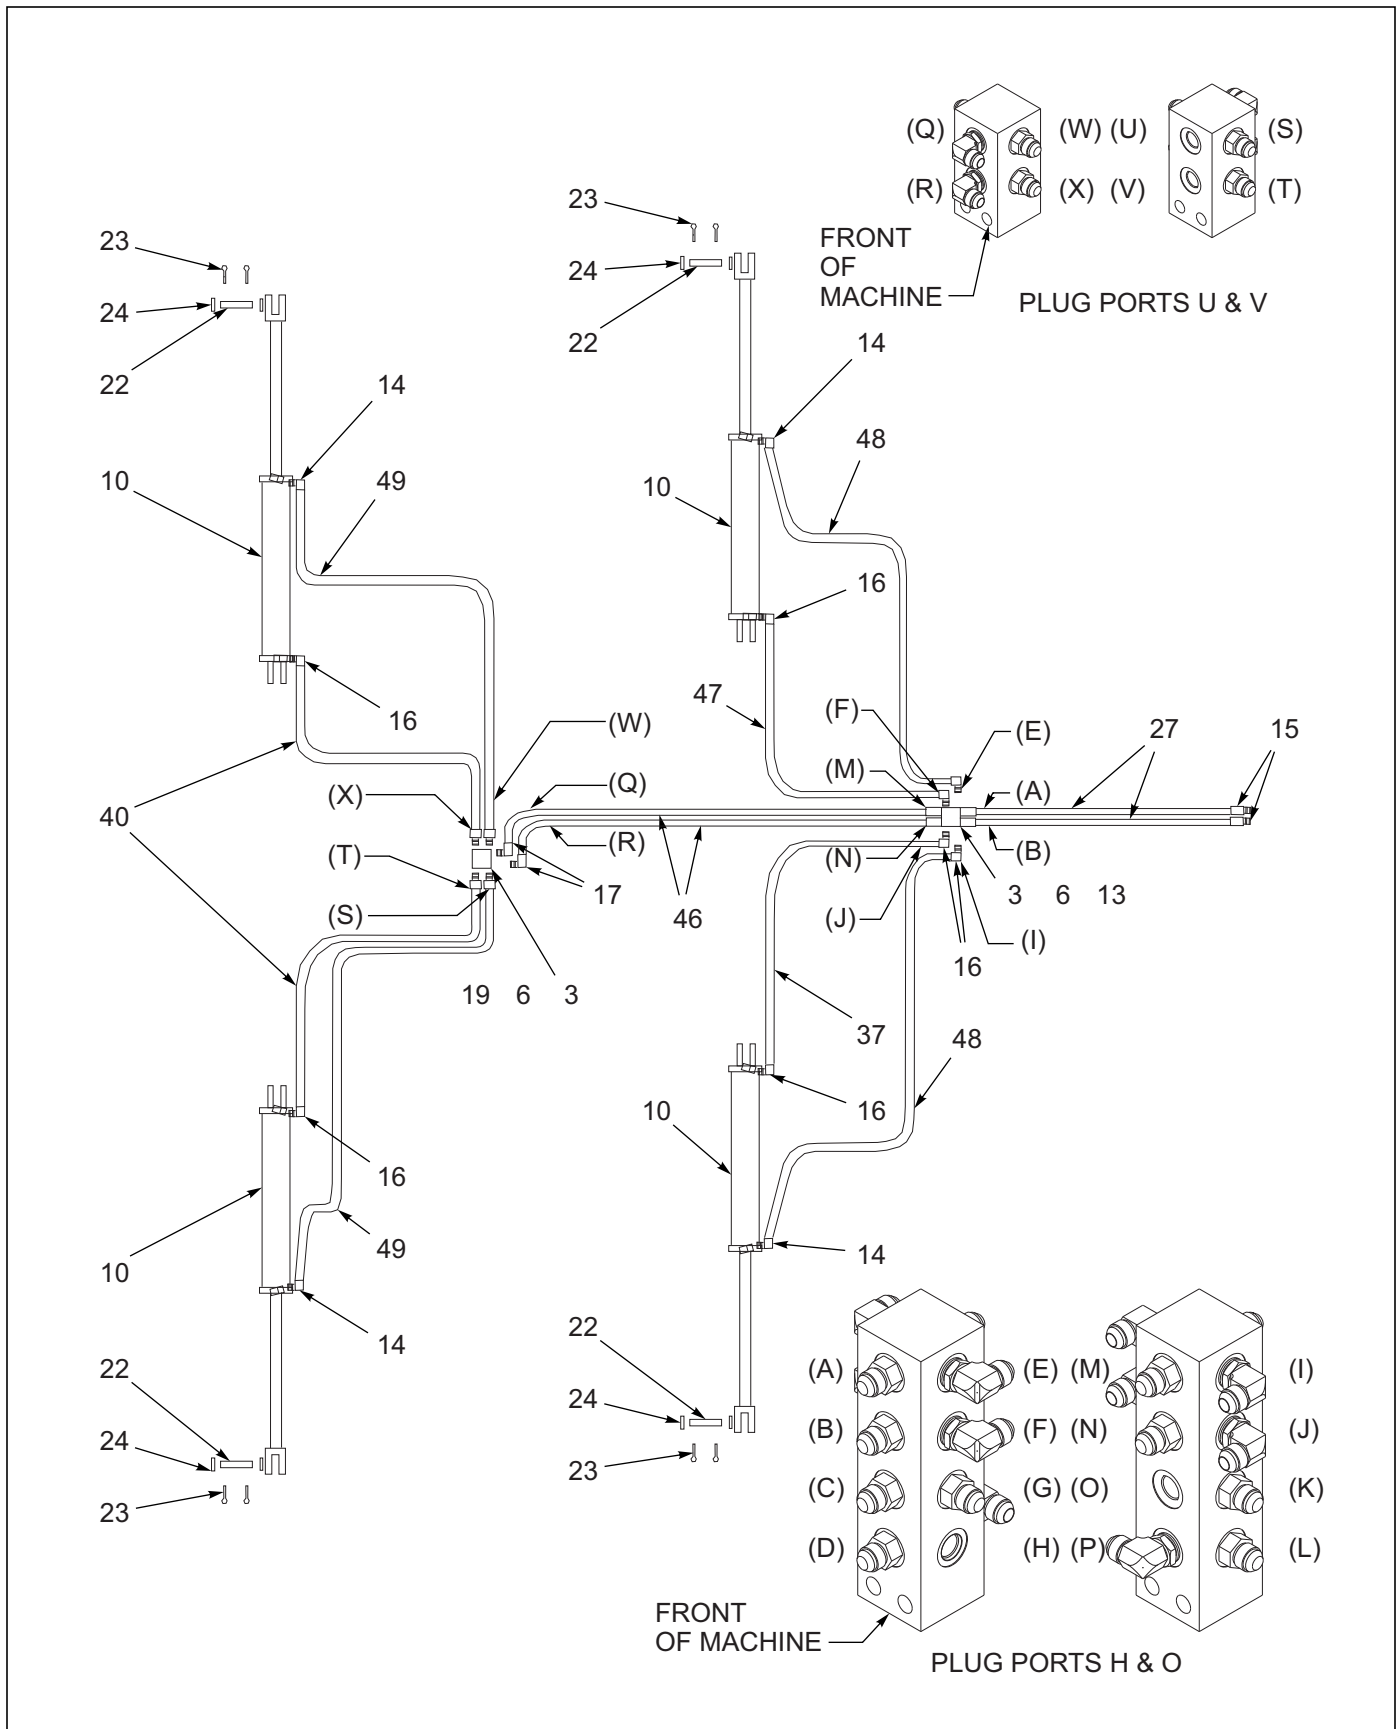 (Q)
(W) (U)
(S)
(R)
(X) (V)
(T)
FRONT
OF
MACHINE
PLUG PORTS U & V
23
24
22
23
24
22
14
14
48
10
49
10
16
16
47
(F)
(E)
27
15
(W)
(M)
(Q)
(A)
(X)
40
(R)
(N)
(B)
(T)
17
46
3 6 13
(S)
(J)
(I)
16
19 6 3
37
48
16
10
16
49
10
14
14
22
24
23
22
24
23
(A)
(E) (M)
(I)
(B)
(F) (N)
(J)
(C)
(G) (O)
(K)
(D)
(H) (P)
(L)
FRONT
OF MACHINE
PLUG PORTS H & O